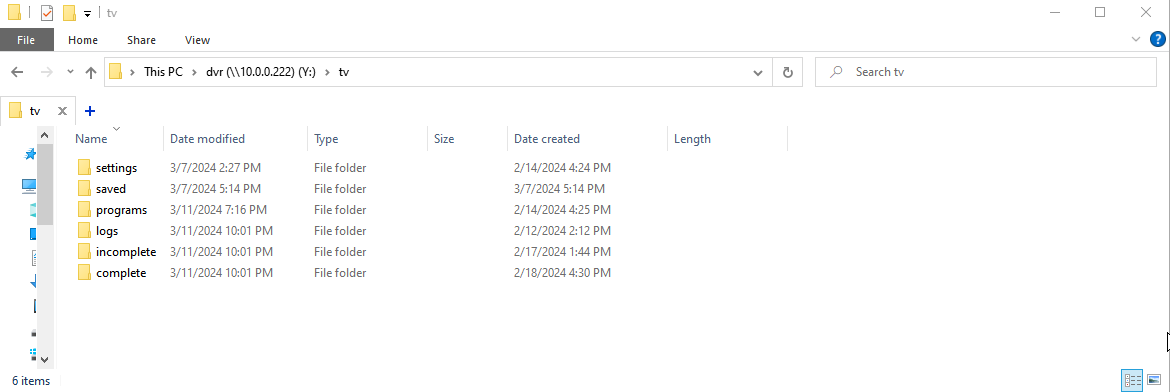 tv
File Home Share View
This PC dvr (\\10.0.0.222) (Y:) tv
Search tv
tv
Name Date modified Type Size Date created Length
settings 3/7/2024 2:27 PM File folder 2/14/2024 4:24 PM
saved 3/7/2024 5:14 PM File folder 3/7/2024 5:14 PM
programs 3/11/2024 7:16 PM File folder 2/14/2024 4:25 PM
logs 3/11/2024 10:01 PM File folder 2/12/2024 2:12 PM
incomplete 3/11/2024 10:01 PM File folder 2/17/2024 1:44 PM
complete 3/11/2024 10:01 PM File folder 2/18/2024 4:30 PM
6 items